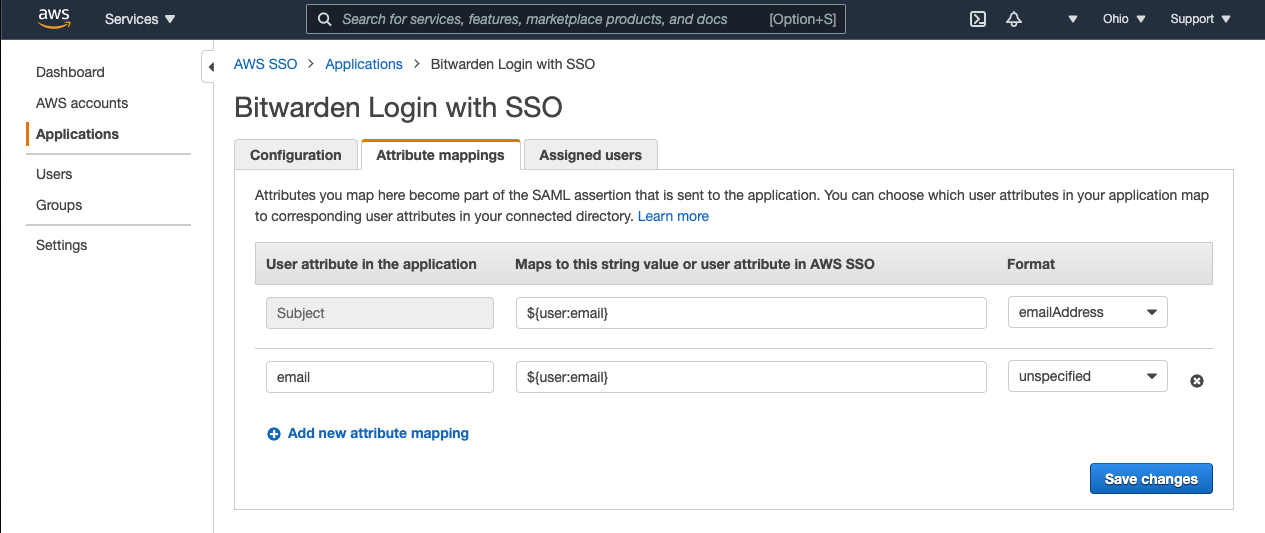 aws
Services
Search for services, features, marketplace products, and docs [Option+S]
Ohio
Support
Dashboard
AWS accounts
Applications
Users
Groups
Settings
AWS SSO > Applications > Bitwarden Login with SSO
Bitwarden Login with SSO
Configuration
Attribute mappings
Assigned users
Attributes you map here become part of the SAML assertion that is sent to the application. You can choose which user attributes in your application map
to corresponding user attributes in your connected directory. Learn more
User attribute in the application
Maps to this string value or user attribute in AWS SSO
Format
Subject
${user:email}
emailAddress
email
${user:email}
unspecified
Add new attribute mapping
Save changes